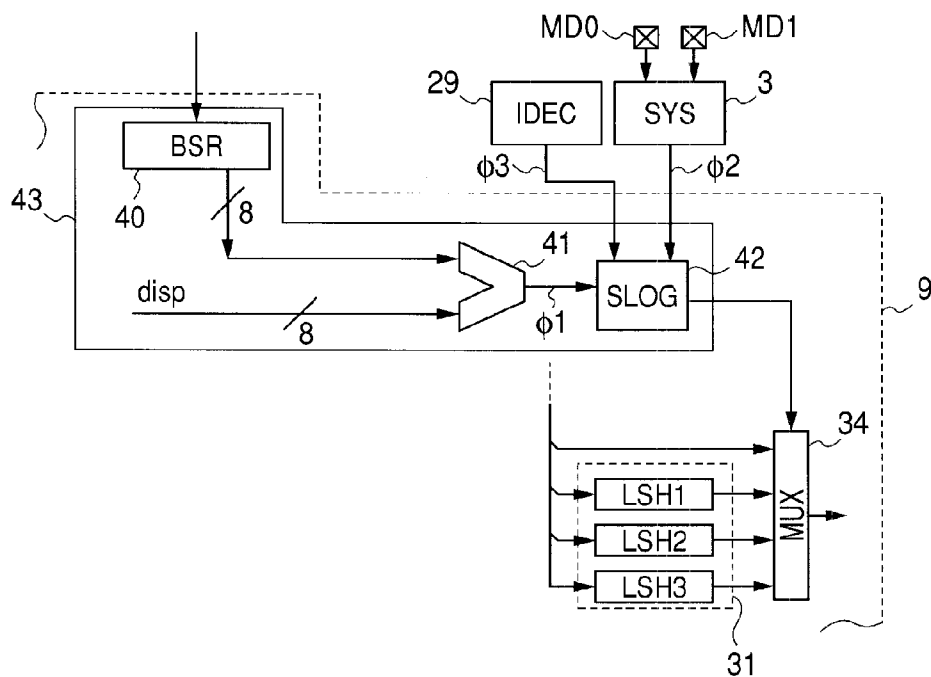 MD0 MD1
29 IDEC SYS 3
BSR
ϕ3 ϕ2
43 40 8
41 42
disp SLOG 9
8 ϕ1
34
LSH1
LSH2 MUX
LSH3
31